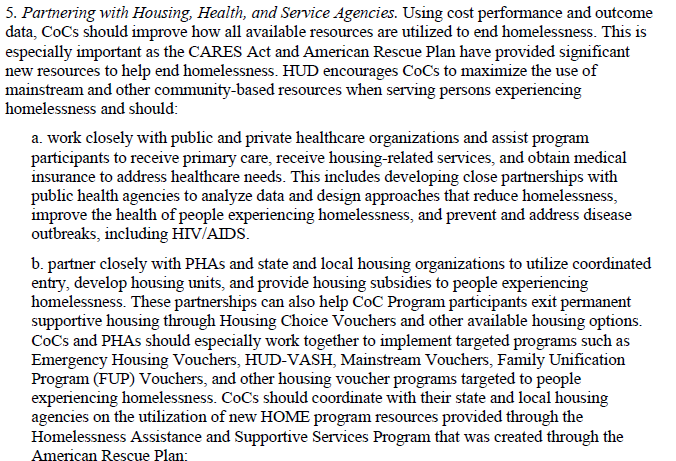 5. Partnering with Housing, Health, and Service Agencies. Using cost performance and outcome
data, CoCs should improve how all available resources are utilized to end homelessness. This is
especially important as the CARES Act and American Rescue Plan have provided significant
new resources to help end homelessness. HUD encourages CoCs to maximize the use of
mainstream and other community-based resources when serving persons experiencing
homelessness and should:
a. work closely with public and private healthcare organizations and assist program
participants to receive primary care, receive housing-related services, and obtain medical
insurance to address healthcare needs. This includes developing close partnerships with
public health agencies to analyze data and design approaches that reduce homelessness,
improve the health of people experiencing homelessness, and prevent and address disease
outbreaks, including HIV/AIDS.
b. partner closely with PHAs and state and local housing organizations to utilize coordinated
entry, develop housing units, and provide housing subsidies to people experiencing
homelessness. These partnerships can also help CoC Program participants exit permanent
supportive housing through Housing Choice Vouchers and other available housing options.
CoCs and PHAs should especially work together to implement targeted programs such as
Emergency Housing Vouchers, HUD-VASH, Mainstream Vouchers, Family Unification
Program (FUP) Vouchers, and other housing voucher programs targeted to people
experiencing homelessness. CoCs should coordinate with their state and local housing
agencies on the utilization of new HOME program resources provided through the
Homelessness Assistance and Supportive Services Program that was created through the
American Rescue Plan;